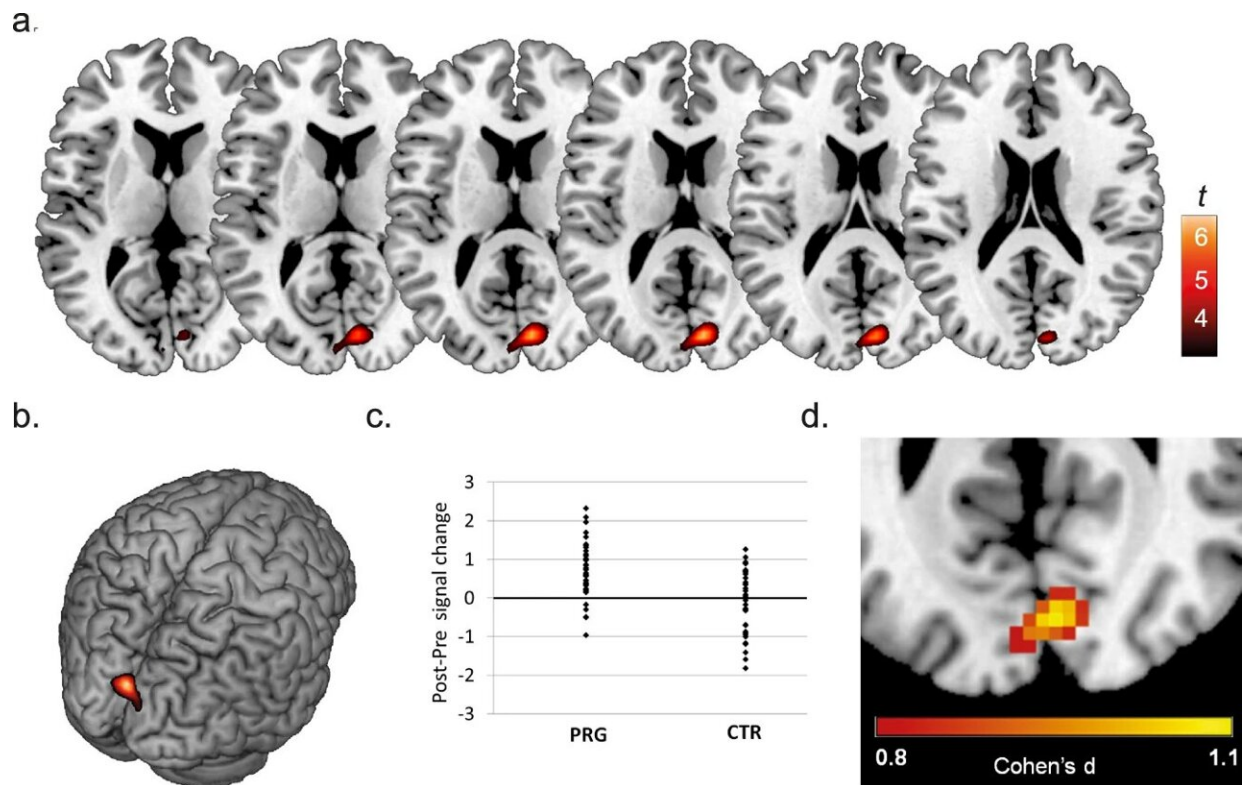 a.
t
6
5
4
b.
c.
d.
3
2
1
0
-1
-2
-3
Post-Pre signal change
PRG CTR
0.8 Cohen's d 1.1